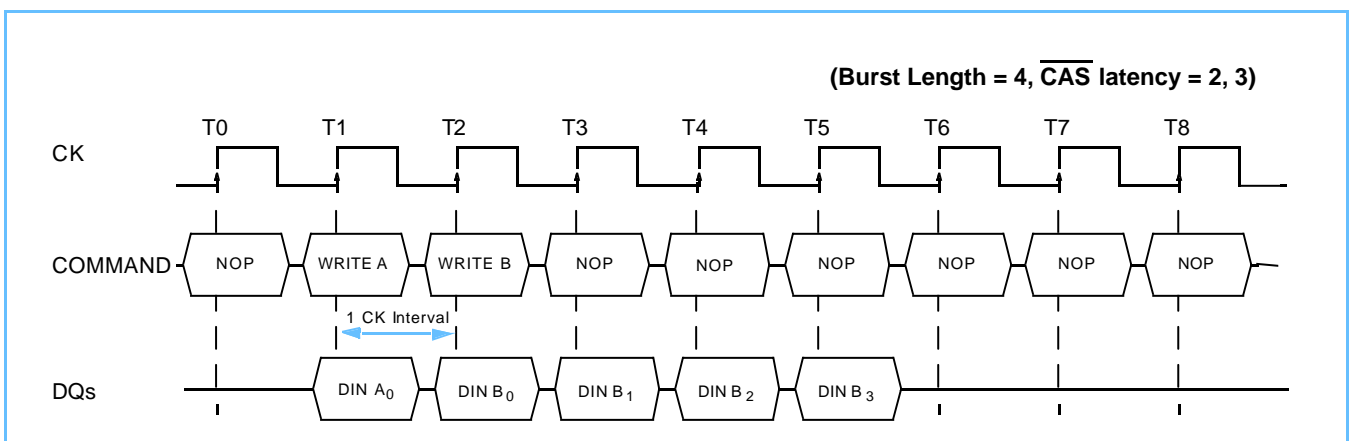 (Burst Length = 4, CAS latency = 2, 3)
T0 T1 T2 T3 T4 T5 T6 T7 T8
CK
COMMAND NOP WRITE A WRITE B NOP NOP NOP NOP NOP NOP
1 CK Interval
DQs DIN A0 DIN B0 DIN B1 DIN B2 DIN B3